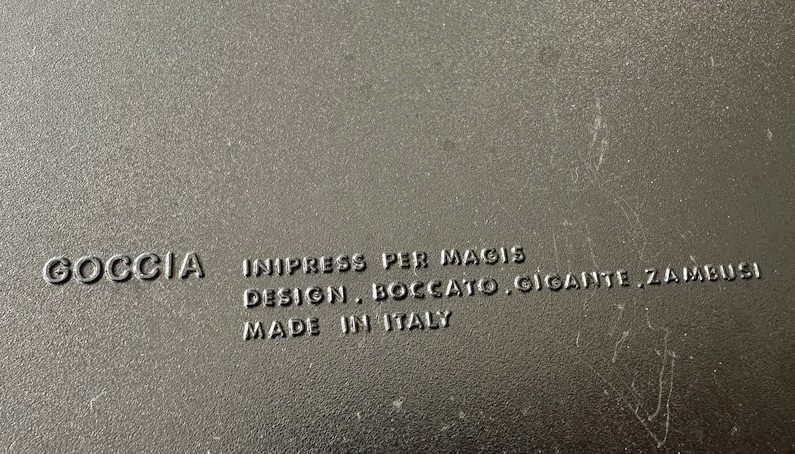 GOCCIA INIPRESS PER MAGIS
DESIGN . BOCCATO . GIGANTE . ZAMBUSI
MADE IN ITALY